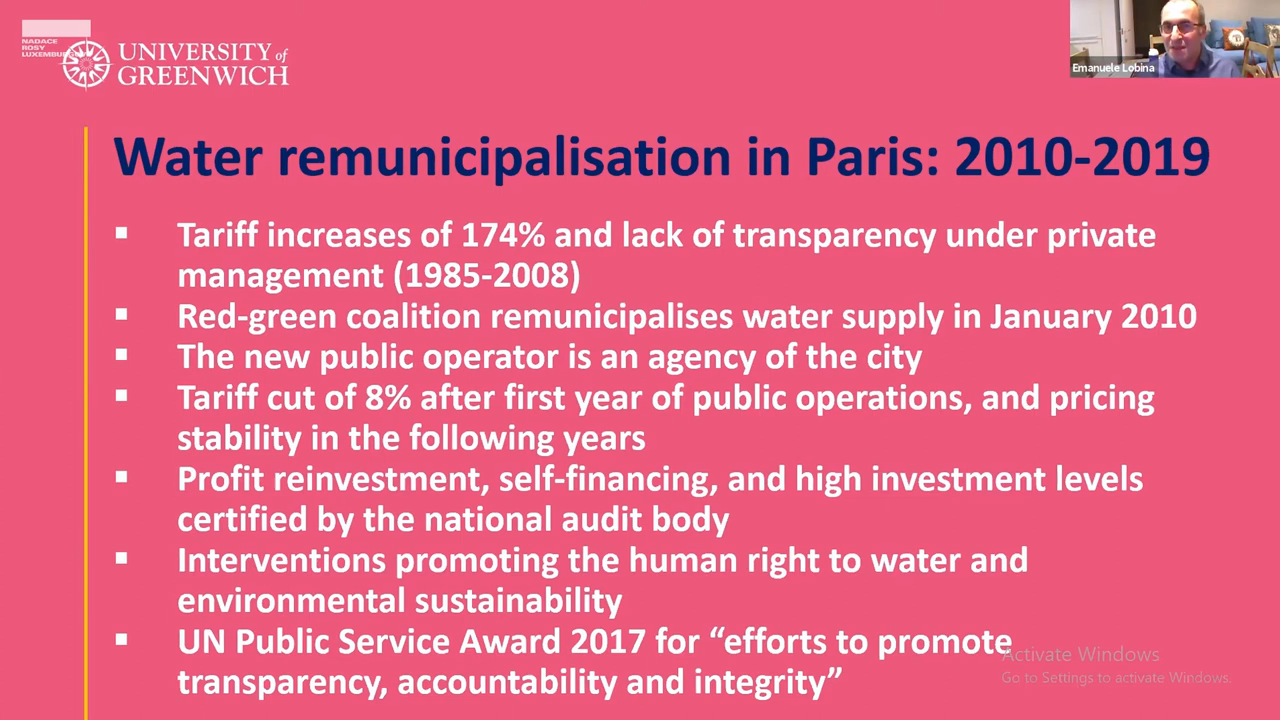 NADACE
ROSY
LUXEMBURG
UNIVERSITY of
GREENWICH
Emanuele Lobina
Water remunicipalisation in Paris: 2010-2019
▪ Tariff increases of 174% and lack of transparency under private
management (1985-2008)
▪ Red-green coalition remunicipalises water supply in January 2010
▪ The new public operator is an agency of the city
▪ Tariff cut of 8% after first year of public operations, and pricing
stability in the following years
▪ Profit reinvestment, self-financing, and high investment levels
certified by the national audit body
▪ Interventions promoting the human right to water and
environmental sustainability
▪ UN Public Service Award 2017 for “efforts to promote
transparency, accountability and integrity”
Activate Windows
Go to Settings to activate Windows.